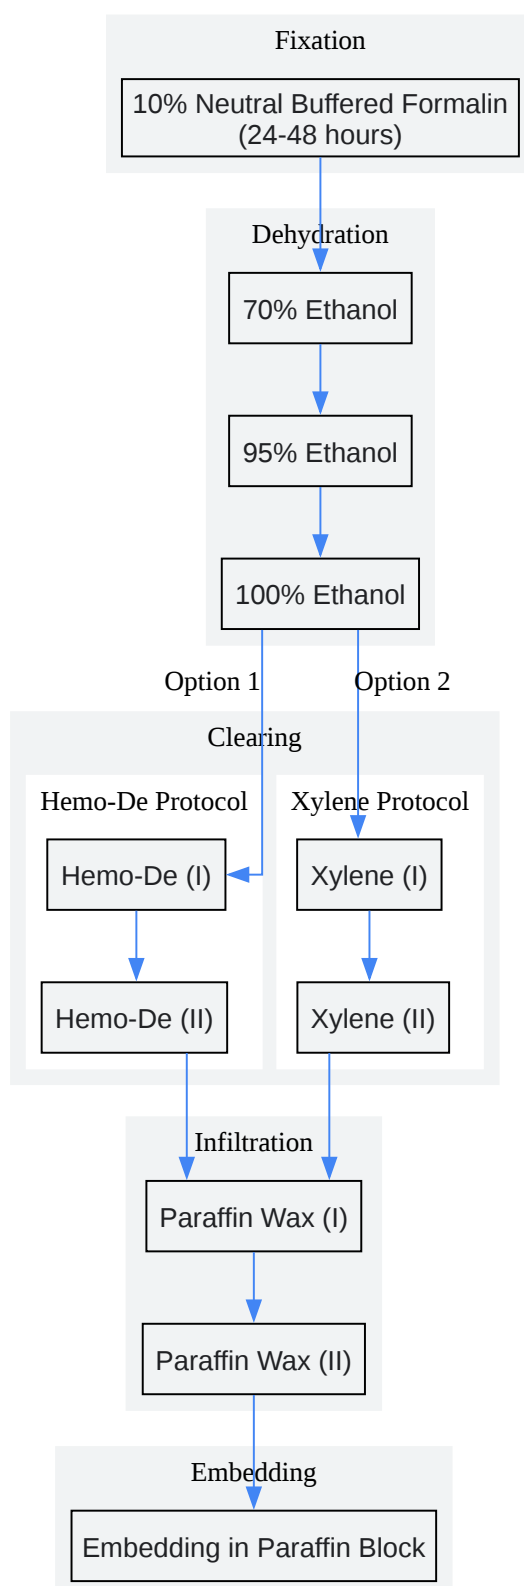 Fixation
10% Neutral Buffered Formalin
(24-48 hours)
Dehydration
70% Ethanol
95% Ethanol
100% Ethanol
Option 1
Option 2
Clearing
Hemo-De Protocol
Xylene Protocol
Hemo-De (I)
Xylene (I)
Hemo-De (II)
Xylene (II)
Infiltration
Paraffin Wax (I)
Paraffin Wax (II)
Embedding
Embedding in Paraffin Block